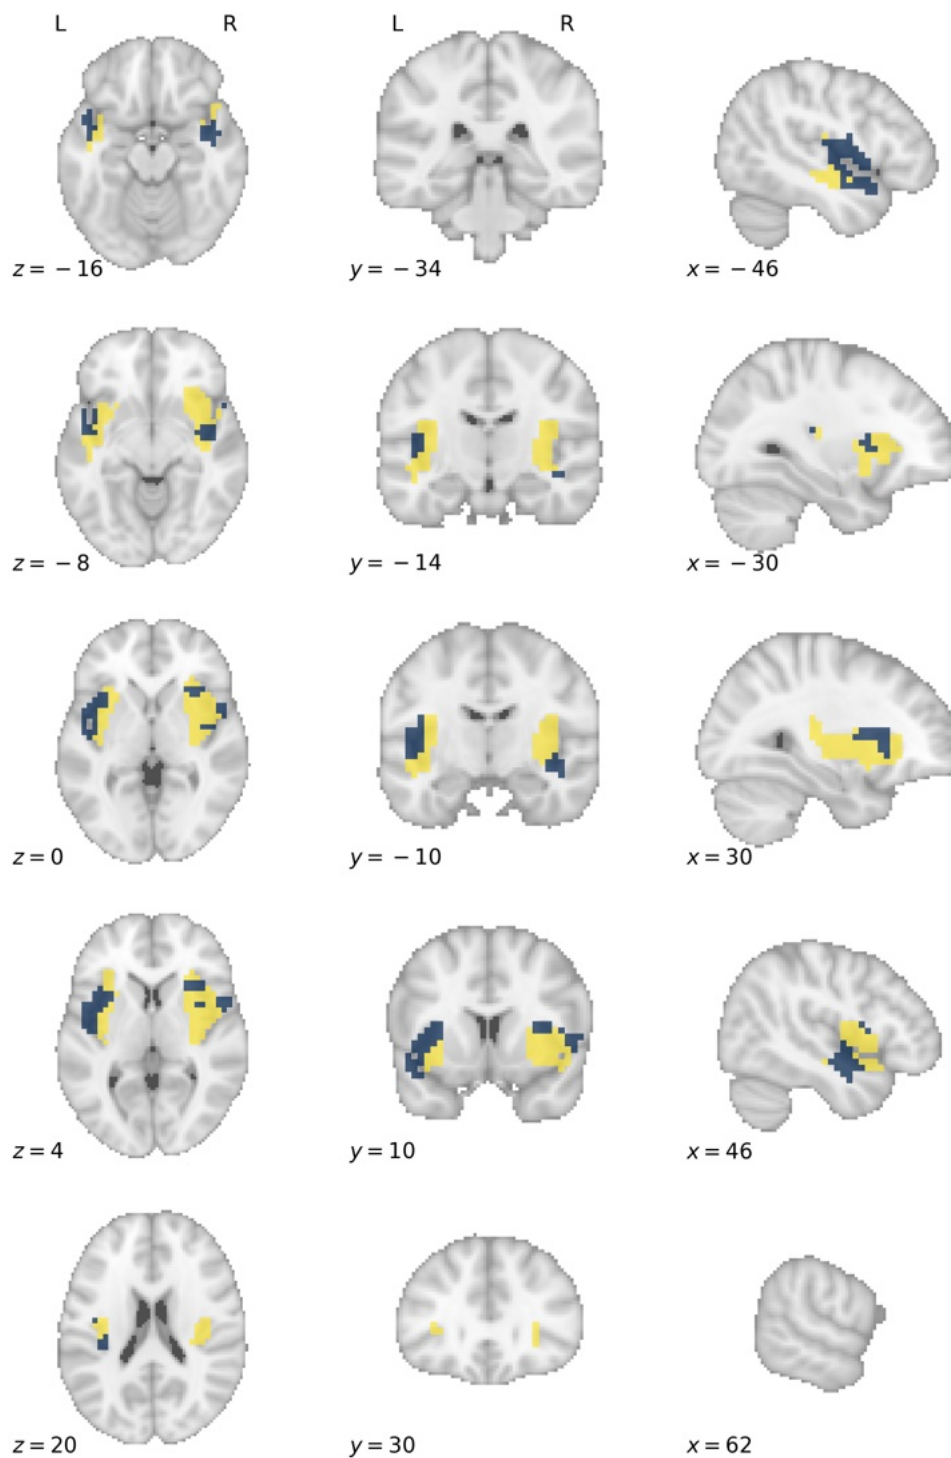 L R L R
z = −16 y = −34 x = −46
z = −8 y = −14 x = −30
z = 0 y = −10 x = 30
z = 4 y = 10 x = 46
z = 20 y = 30 x = 62